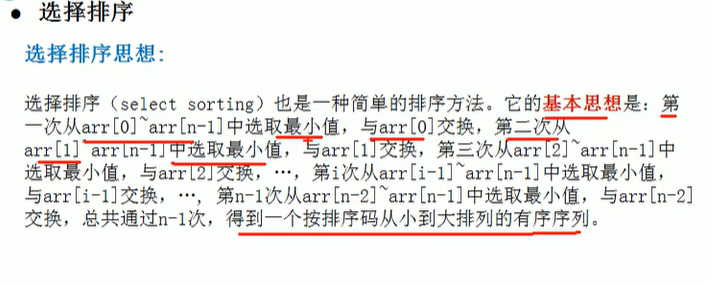 ● 选择排序
选择排序思想:
选择排序（select sorting）也是一种简单的排序方法。它的基本思想是：第
一次从arr[0]~arr[n-1]中选取最小值，与arr[0]交换，第二次从
arr[1] arr[n-1]中选取最小值，与arr[1]交换，第三次从arr[2]~arr[n-1]中
选取最小值，与arr[2]交换，…，第i次从arr[i-1]~arr[n-1]中选取最小值，
与arr[i-1]交换，…, 第n-1次从arr[n-2]~arr[n-1]中选取最小值，与arr[n-2]
交换，总共通过n-1次，得到一个按排序码从小到大排列的有序序列。